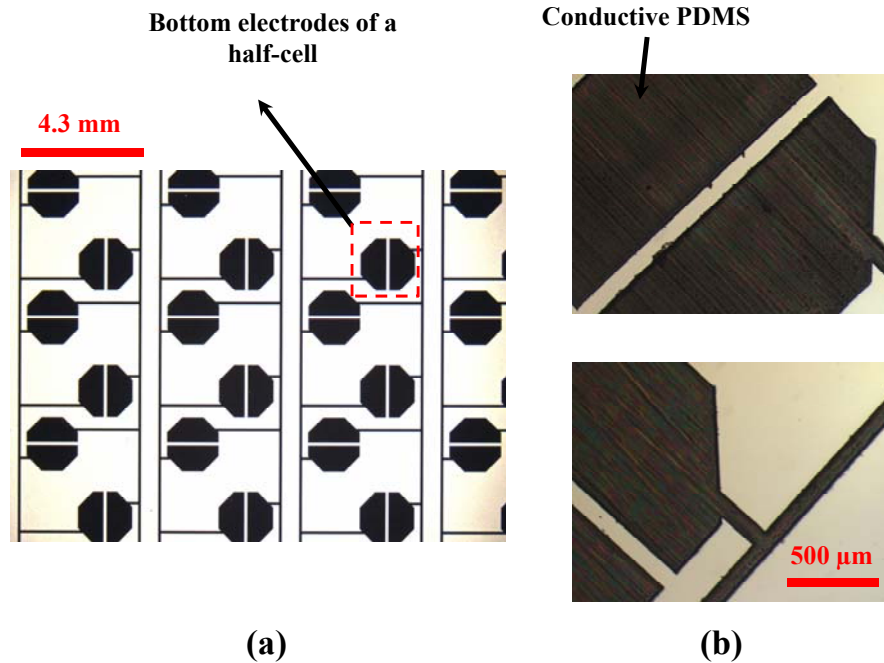 Bottom electrodes of a
half-cell
Conductive PDMS
4.3 mm
500 µm
(a)
(b)